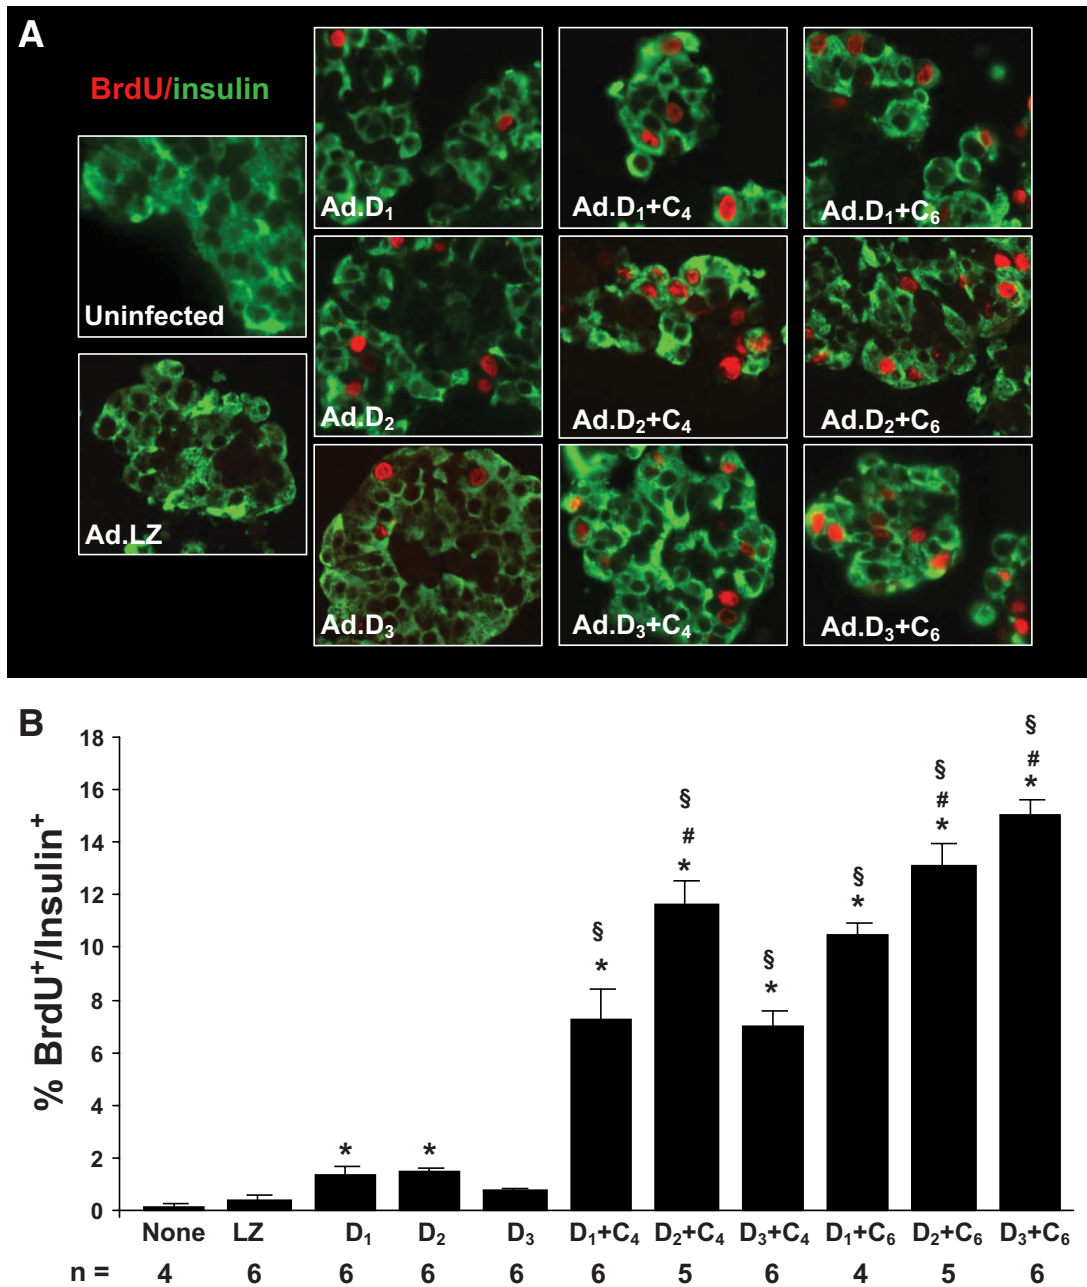 A
BrdU/insulin
Uninfected
Ad.LZ
Ad.D₁
Ad.D₁+C₄
Ad.D₁+C₆
Ad.D₂
Ad.D₂+C₄
Ad.D₂+C₆
Ad.D₃
Ad.D₃+C₄
Ad.D₃+C₆
B
% BrdU⁺/Insulin⁺
18
16
14
12
10
8
6
4
2
0
* * § * § # * § * § * § # * § # *
None LZ D₁ D₂ D₃ D₁+C₄ D₂+C₄ D₃+C₄ D₁+C₆ D₂+C₆ D₃+C₆
n = 4 6 6 6 6 6 5 6 4 5 6